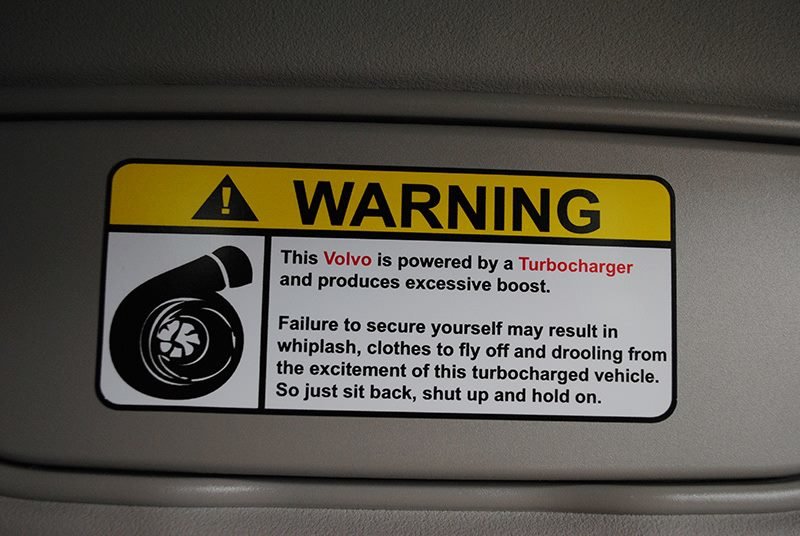 WARNING
This Volvo is powered by a Turbocharger
and produces excessive boost.
Failure to secure yourself may result in
whiplash, clothes to fly off and drooling from
the excitement of this turbocharged vehicle.
So just sit back, shut up and hold on.